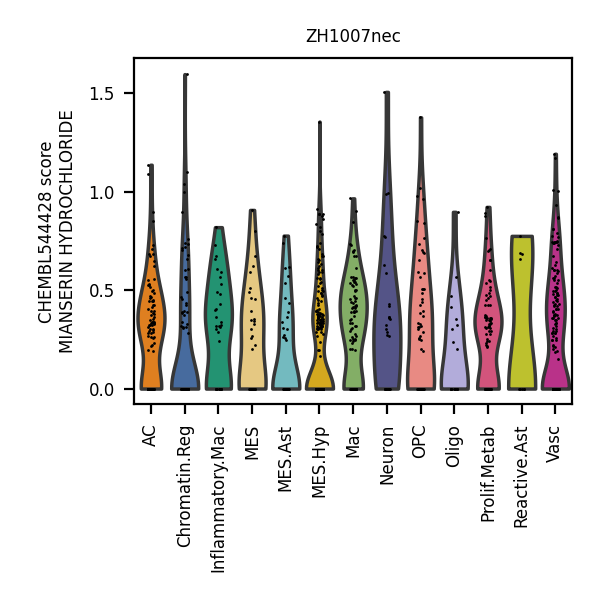 ZH1007nec
CHEMBL544428 score
MIANSERIN HYDROCHLORIDE
1.5
1.0
0.5
0.0
AC
Chromatin.Reg
Inflammatory.Mac
MES
MES.Ast
MES.Hyp
Mac
Neuron
OPC
Oligo
Prolif.Metab
Reactive.Ast
Vasc